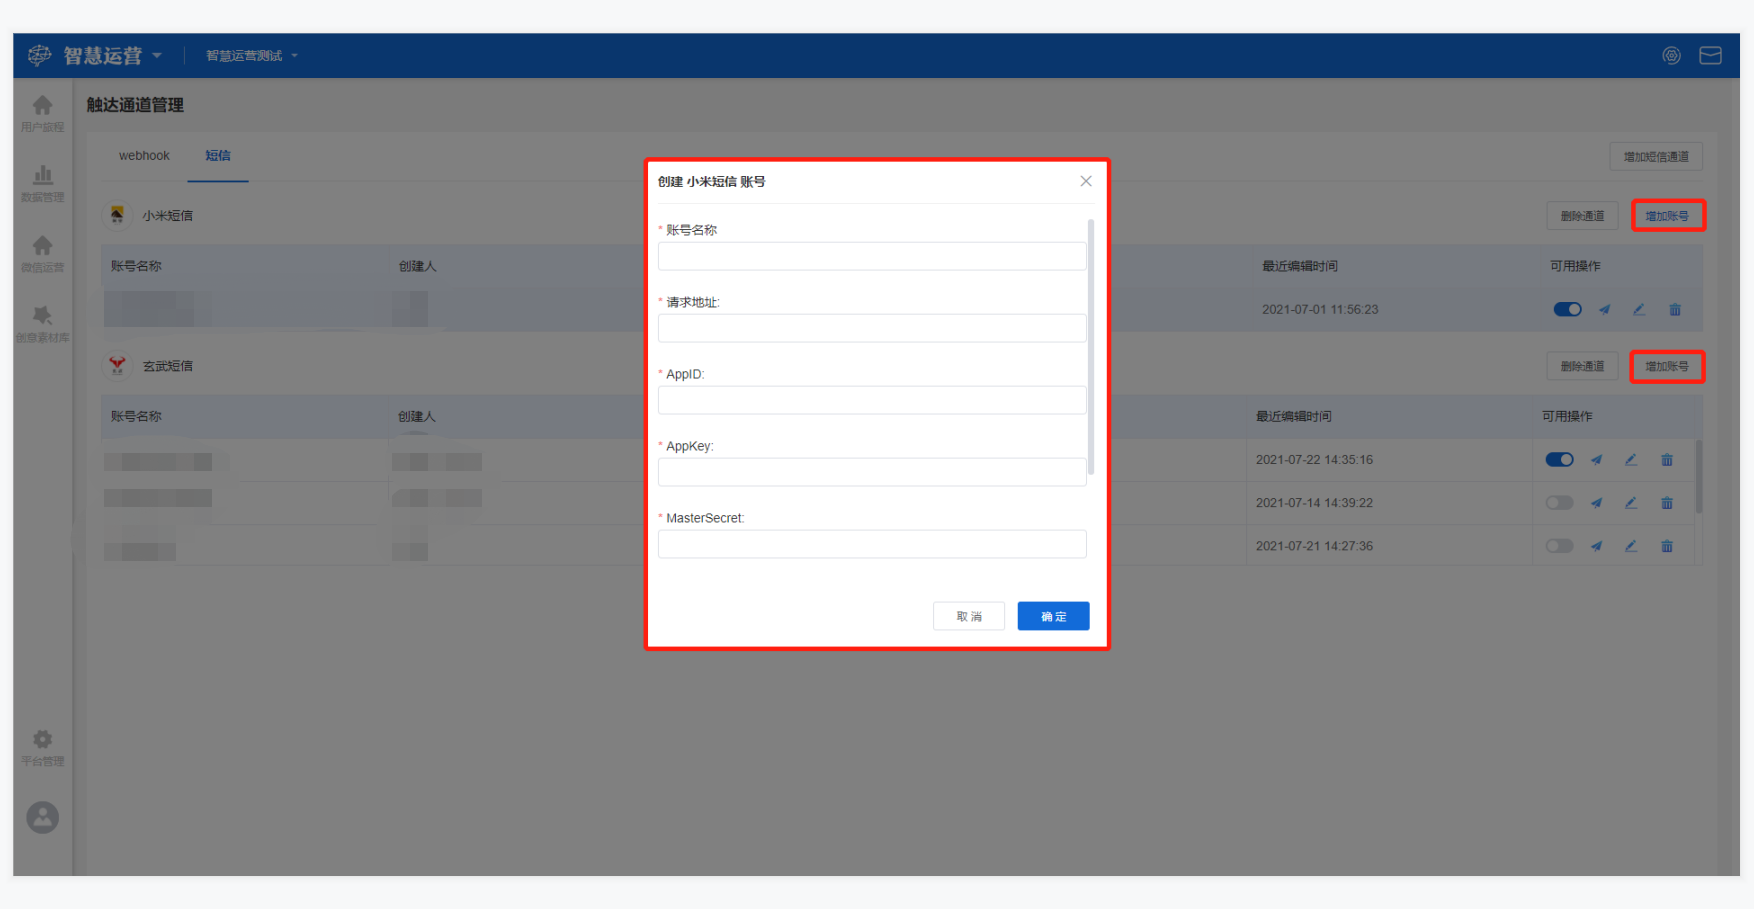 智慧运营
智慧运营测试
用户旅程
数据管理
微信运营
创意素材库
平台管理
触达通道管理
webhook
短信
增加短信通道
小米短信
删除通道
增加账号
账号名称
创建人
最近编辑时间
可用操作
2021-07-01 11:56:23
玄武短信
删除通道
增加账号
账号名称
创建人
最近编辑时间
可用操作
2021-07-22 14:35:16
2021-07-14 14:39:22
2021-07-21 14:27:36
创建 小米短信 账号
* 账号名称
* 请求地址:
* AppID:
* AppKey:
* MasterSecret:
取 消
确 定